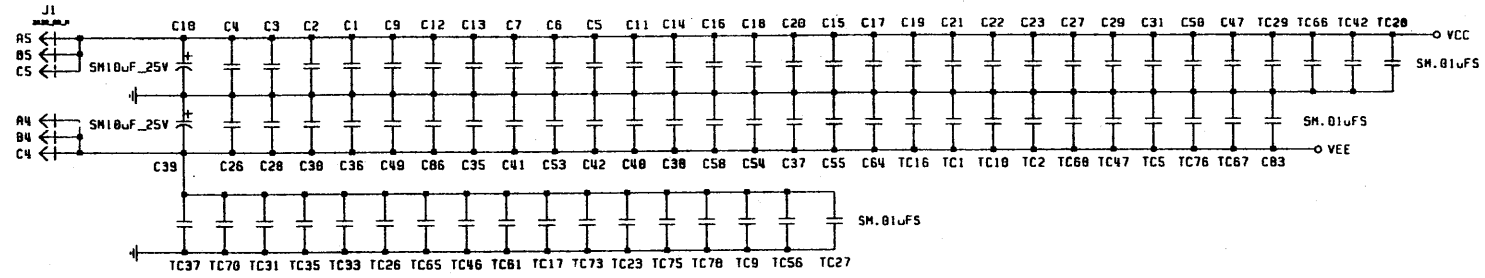 J1
C10 C4 C3 C2 C1 C9 C12 C13 C7 C6 C5 C11 C14 C16 C18 C20 C15 C17 C19 C21 C22 C23 C27 C29 C31 C50 C47 TC29 TC66 TC42 TC20
A5
VCC
B5
C5
SM10uF_25V
SM.01uFS
A4
SM10uF_25V
SM.01uFS
B4
C4
VEE
C39 C26 C28 C30 C36 C49 C86 C35 C41 C53 C42 C40 C38 C58 C54 C37 C55 C64 TC16 TC1 TC10 TC2 TC60 TC47 TC5 TC76 TC67 C83
SM.01uFS
TC37 TC70 TC31 TC35 TC33 TC26 TC65 TC46 TC61 TC17 TC73 TC23 TC75 TC78 TC9 TC56 TC27